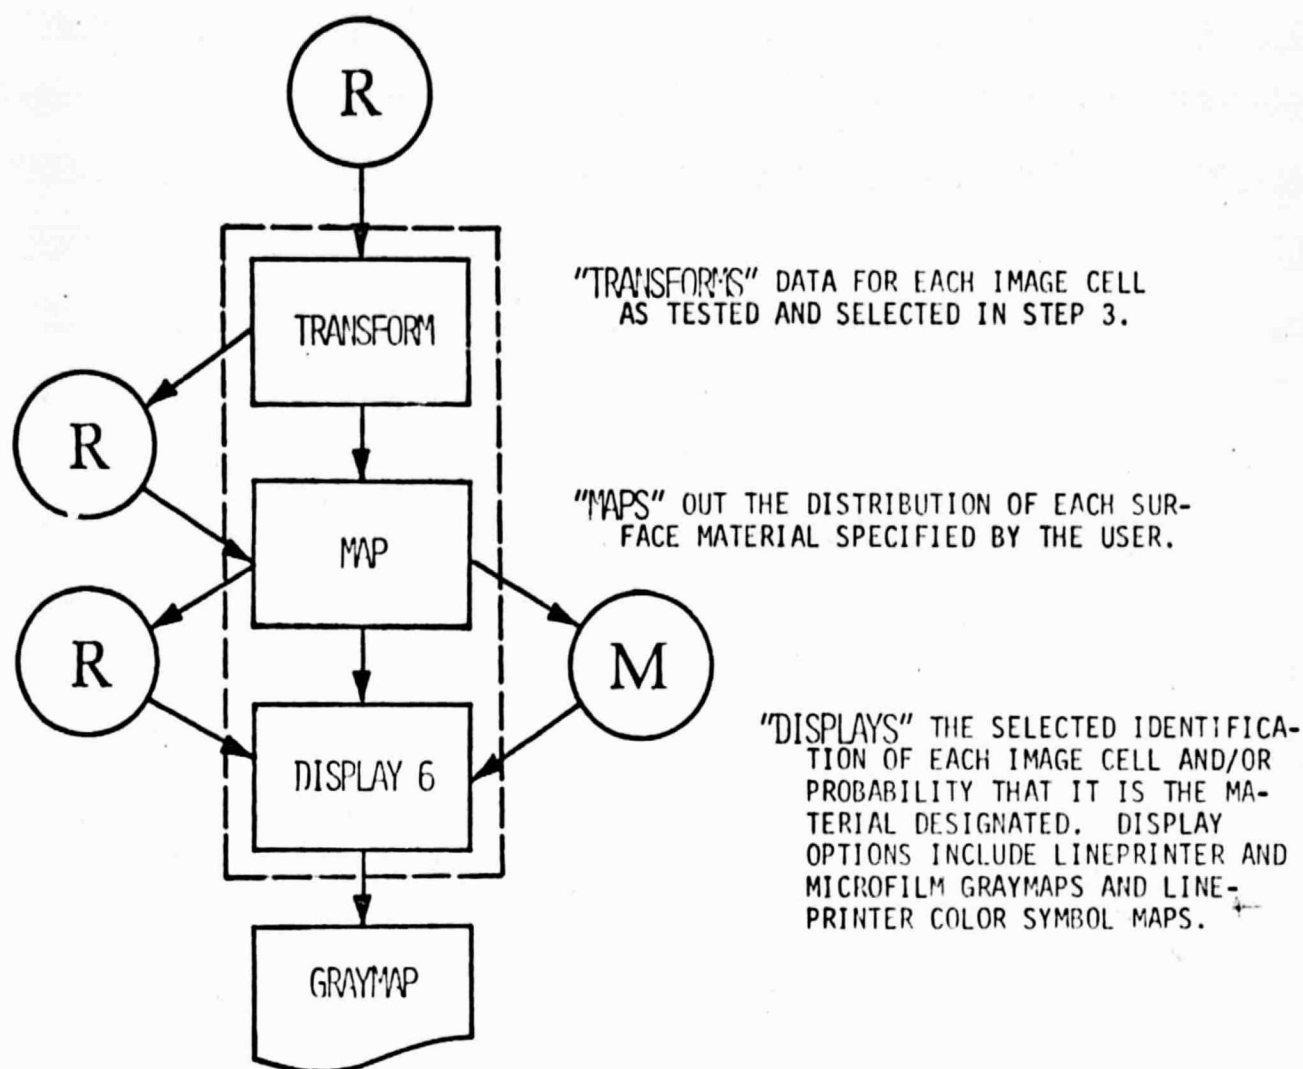 R
TRANSFORM
"TRANSFORMS" DATA FOR EACH IMAGE CELL
AS TESTED AND SELECTED IN STEP 3.
R
MAP
"MAPS" OUT THE DISTRIBUTION OF EACH SUR-
FACE MATERIAL SPECIFIED BY THE USER.
R
M
DISPLAY 6
"DISPLAYS" THE SELECTED IDENTIFICA-
TION OF EACH IMAGE CELL AND/OR
PROBABILITY THAT IT IS THE MA-
TERIAL DESIGNATED. DISPLAY
OPTIONS INCLUDE LINEPRINTER AND
MICROFILM GRAYMAPS AND LINE-
PRINTER COLOR SYMBOL MAPS.
GRAYMAP